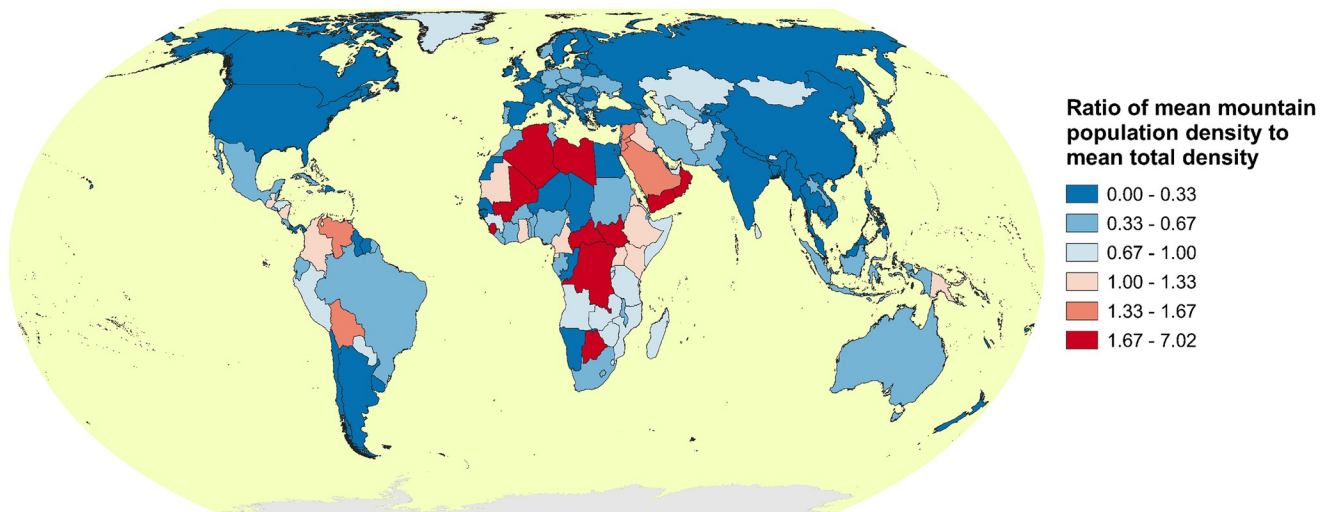 Ratio of mean mountain
population density to
mean total density
0.00 - 0.33
0.33 - 0.67
0.67 - 1.00
1.00 - 1.33
1.33 - 1.67
1.67 - 7.02